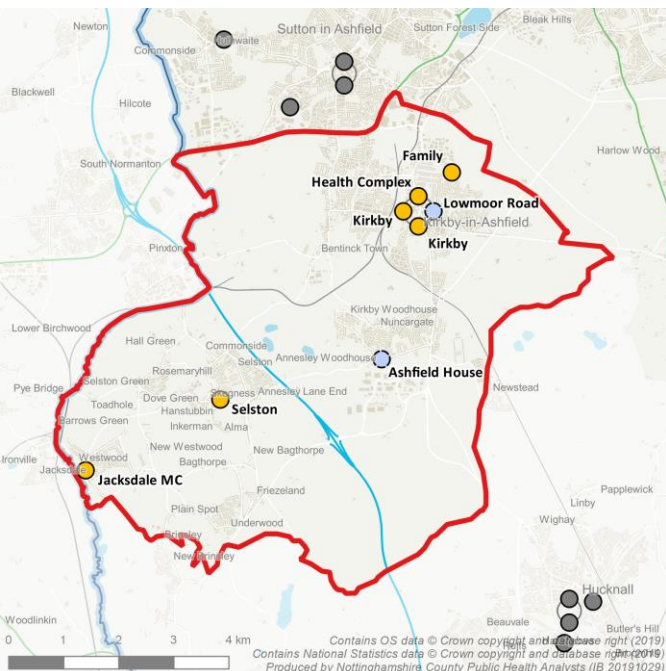 Newton
Sutton in Ashfield
Sutton Forest Side
Bleak Hills
Commonside
Blackwell
Hilcote
Harlow Wood
South Normanton
Family
Health Complex
Lowmoor Road
Kirkby
Kirkby-in-Ashfield
Kirkby
Pinxton
Bentinck Town
Kirkby Woodhouse
Nuncargate
Lower Birchwood
Hall Green
Commonside
Selston
Annesley Woodhouse
Rosemaryhill
Ashfield House
Pye Bridge
Selston Green
Newstead
Dove Green
Annesley Lane End
Toadhole
Hanstubbin
Selston
Barrows Green
Inkerman
Alma
New Westwood
New Bagthorpe
Ironville
Westwood
Bagthorpe
Jacksdale
Jacksdale MC
Friezeland
Papplewick
Plain Spot
Linby
Underwood
Wighay
Brinsley
New Brinsley
Hucknall
Woodlinkin
Beauvale
Butler's Hill
0 1 2 3 4 km
Contains OS data © Crown copyright and database right (2019)
Contains National Statistics data © Crown copyright and database right (2019)
Produced by Nottinghamshire County Public Health Analysts (IB 20191029)